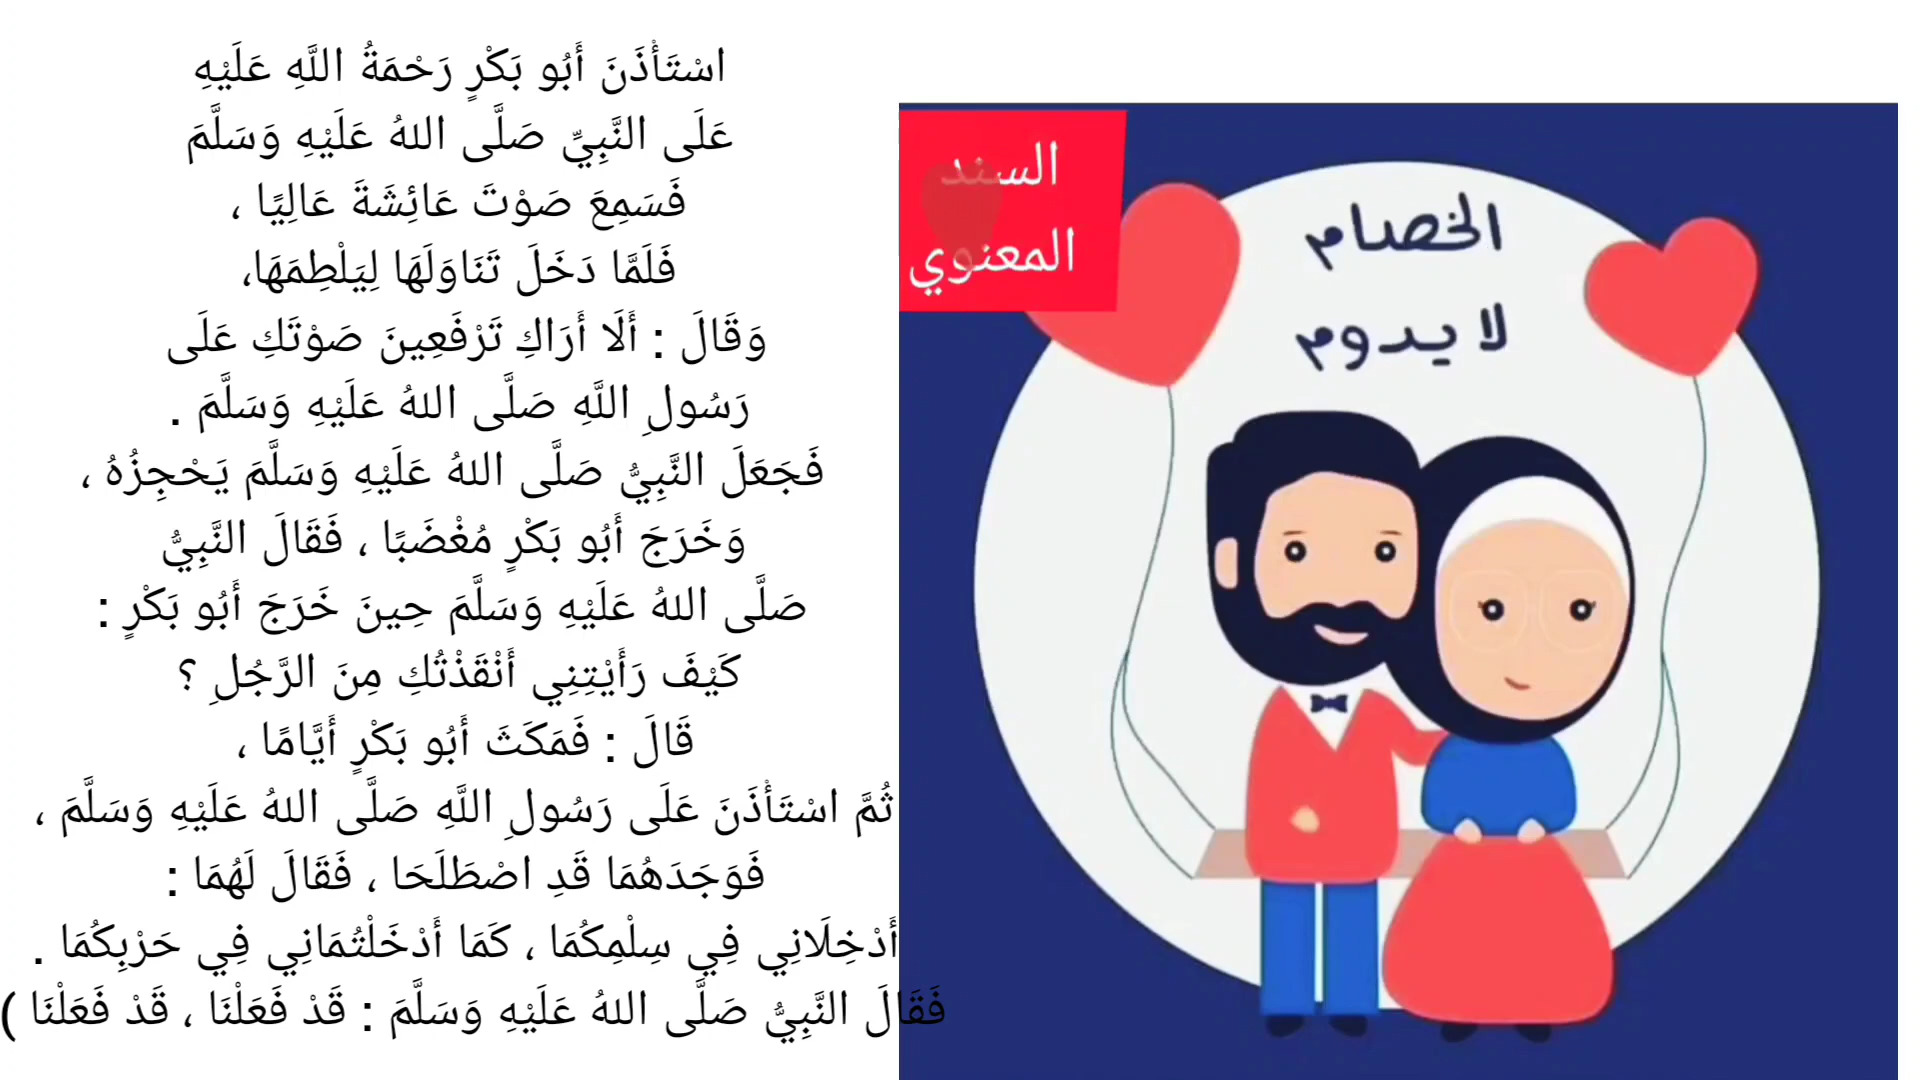 اسْتَأْذَنَ أَبُو بَكْرٍ رَحْمَةُ اللَّهِ عَلَيْهِ
عَلَى النَّبِيِّ صَلَّى اللهُ عَلَيْهِ وَسَلَّمَ
فَسَمِعَ صَوْتَ عَائِشَةَ عَالِيًا ،
فَلَمَّا دَخَلَ تَنَاوَلَهَا لِيَلْطِمَهَا،
وَقَالَ : أَلَا أَرَاكِ تَرْفَعِينَ صَوْتَكِ عَلَى
رَسُولِ اللَّهِ صَلَّى اللهُ عَلَيْهِ وَسَلَّمَ .
فَجَعَلَ النَّبِيُّ صَلَّى اللهُ عَلَيْهِ وَسَلَّمَ يَحْجِزُهُ ،
وَخَرَجَ أَبُو بَكْرٍ مُغْضَبًا ، فَقَالَ النَّبِيُّ
صَلَّى اللهُ عَلَيْهِ وَسَلَّمَ حِينَ خَرَجَ أَبُو بَكْرٍ :
كَيْفَ رَأَيْتِنِي أَنْقَذْتُكِ مِنَ الرَّجُلِ ؟
قَالَ : فَمَكَثَ أَبُو بَكْرٍ أَيَّامًا ،
ثُمَّ اسْتَأْذَنَ عَلَى رَسُولِ اللَّهِ صَلَّى اللهُ عَلَيْهِ وَسَلَّمَ ،
فَوَجَدَهُمَا قَدِ اصْطَلَحَا ، فَقَالَ لَهُمَا :
أَدْخِلَانِي فِي سِلْمِكُمَا ، كَمَا أَدْخَلْتُمَانِي فِي حَرْبِكُمَا .
فَقَالَ النَّبِيُّ صَلَّى اللهُ عَلَيْهِ وَسَلَّمَ : قَدْ فَعَلْنَا ، قَدْ فَعَلْنَا )
السند
المعنوي
الخصام
لا يدوم